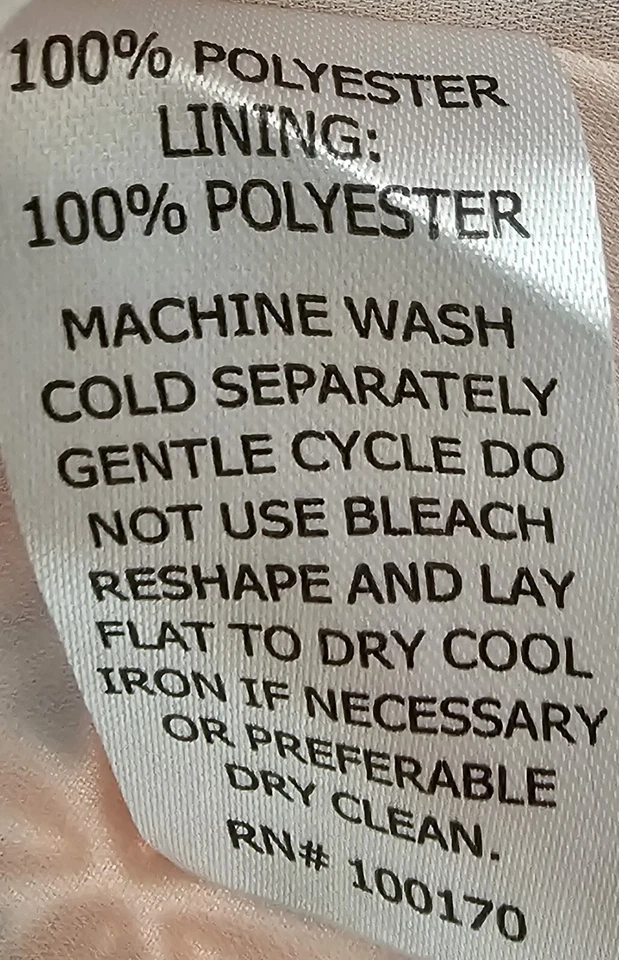 100% POLYESTER
LINING:
100% POLYESTER
MACHINE WASH
COLD SEPARATELY
GENTLE CYCLE DO
NOT USE BLEACH
RESHAPE AND LAY
FLAT TO DRY COOL
IRON IF NECESSARY
OR PREFERABLE
DRY CLEAN.
RN# 100170